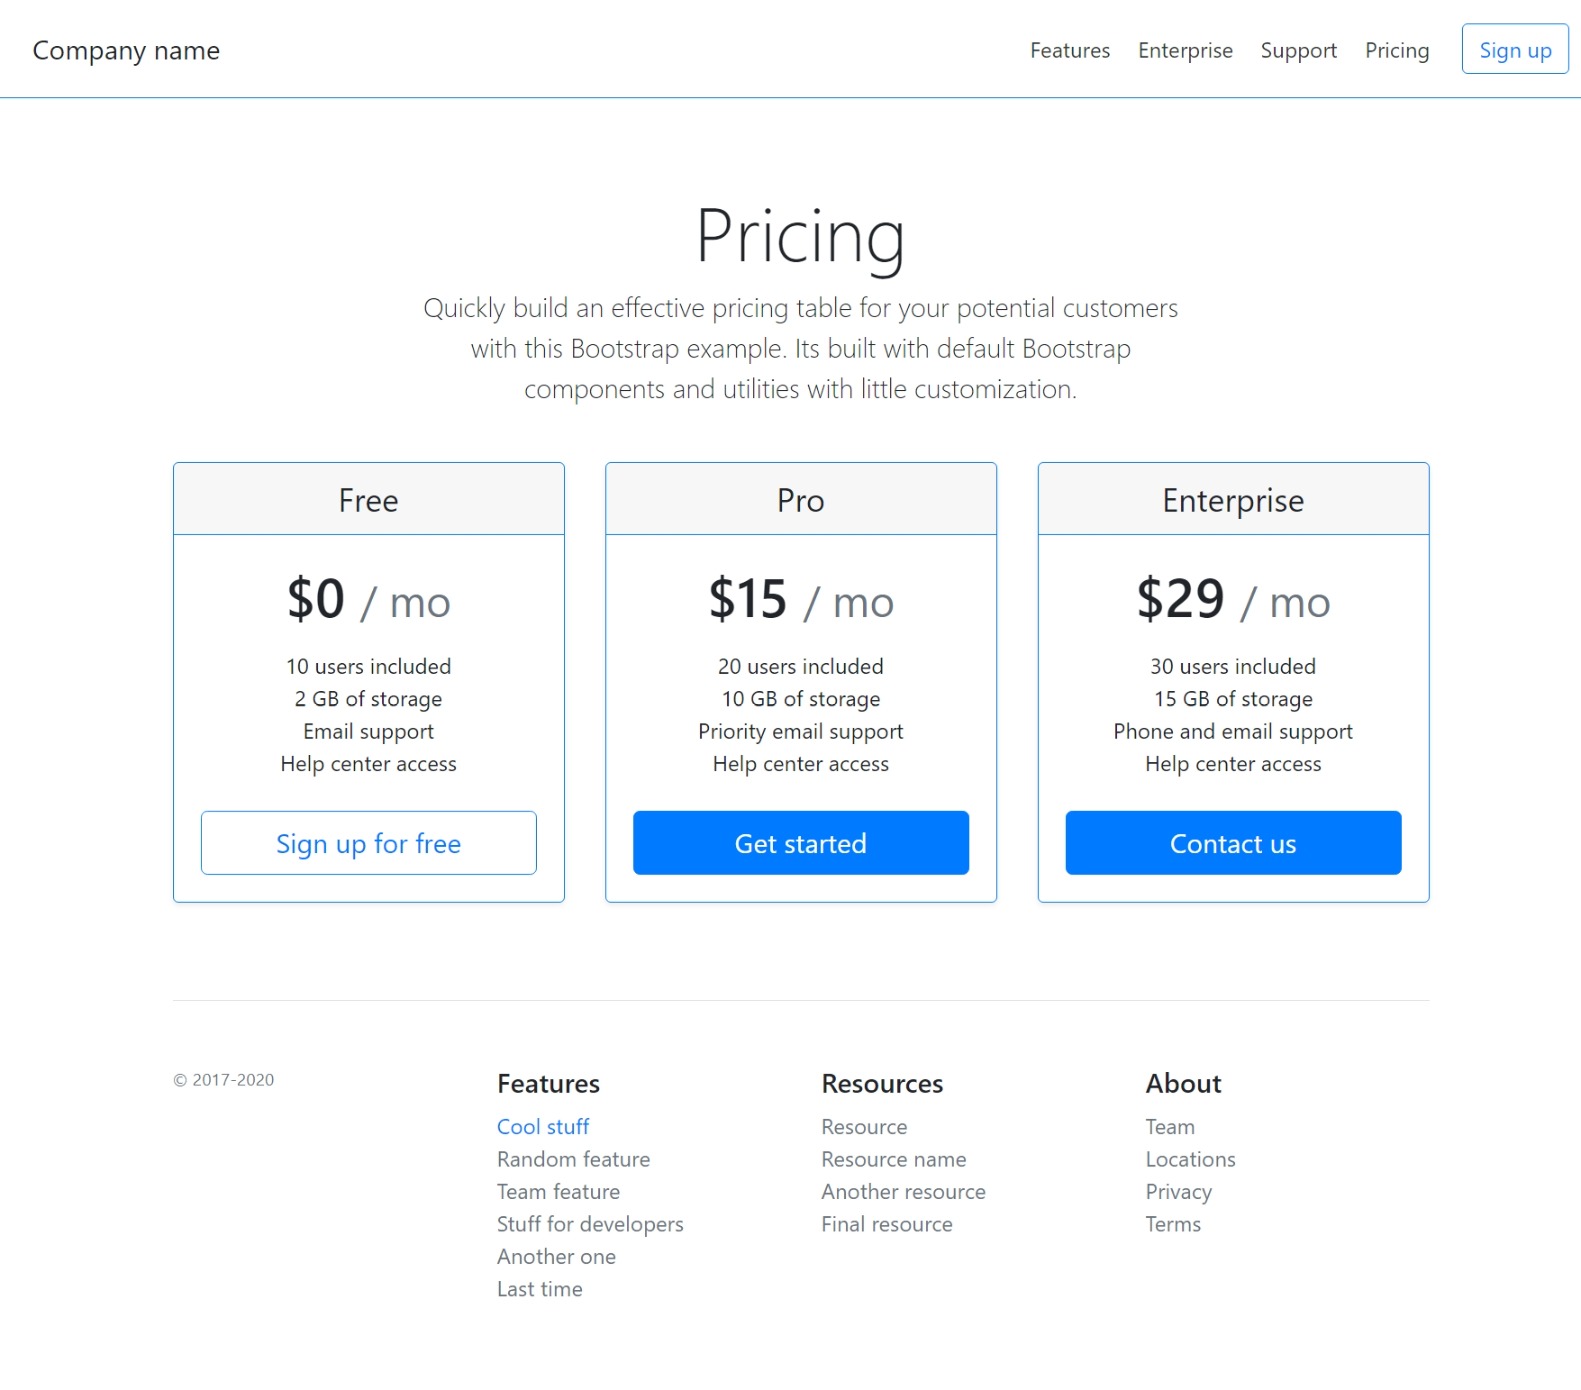 Company name
Features
Enterprise
Support
Pricing
Sign up
Pricing
Quickly build an effective pricing table for your potential customers
with this Bootstrap example. Its built with default Bootstrap
components and utilities with little customization.
Free
$0 / mo
10 users included
2 GB of storage
Email support
Help center access
Sign up for free
Pro
$15 / mo
20 users included
10 GB of storage
Priority email support
Help center access
Get started
Enterprise
$29 / mo
30 users included
15 GB of storage
Phone and email support
Help center access
Contact us
© 2017-2020
Features
Cool stuff
Random feature
Team feature
Stuff for developers
Another one
Last time
Resources
Resource
Resource name
Another resource
Final resource
About
Team
Locations
Privacy
Terms